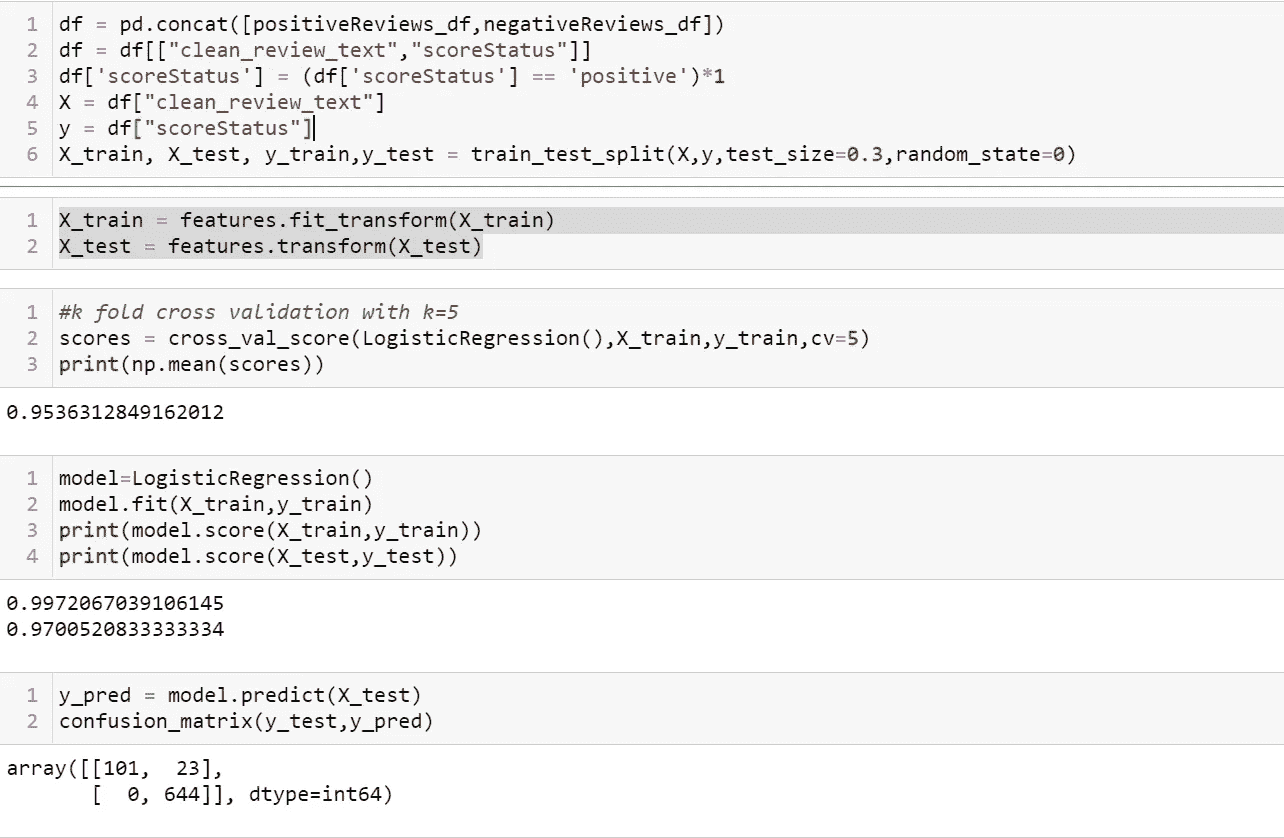 1 df = pd.concat([positiveReviews_df,negativeReviews_df])
2 df = df[["clean_review_text","scoreStatus"]]
3 df['scoreStatus'] = (df['scoreStatus'] == 'positive')*1
4 X = df["clean_review_text"]
5 y = df["scoreStatus"]
6 X_train, X_test, y_train,y_test = train_test_split(X,y,test_size=0.3,random_state=0)
1 X_train = features.fit_transform(X_train)
2 X_test = features.transform(X_test)
1 #k fold cross validation with k=5
2 scores = cross_val_score(LogisticRegression(),X_train,y_train,cv=5)
3 print(np.mean(scores))
0.9536312849162012
1 model=LogisticRegression()
2 model.fit(X_train,y_train)
3 print(model.score(X_train,y_train))
4 print(model.score(X_test,y_test))
0.9972067039106145
0.9700520833333334
1 y_pred = model.predict(X_test)
2 confusion_matrix(y_test,y_pred)
array([[101,  23],
       [  0, 644]], dtype=int64)